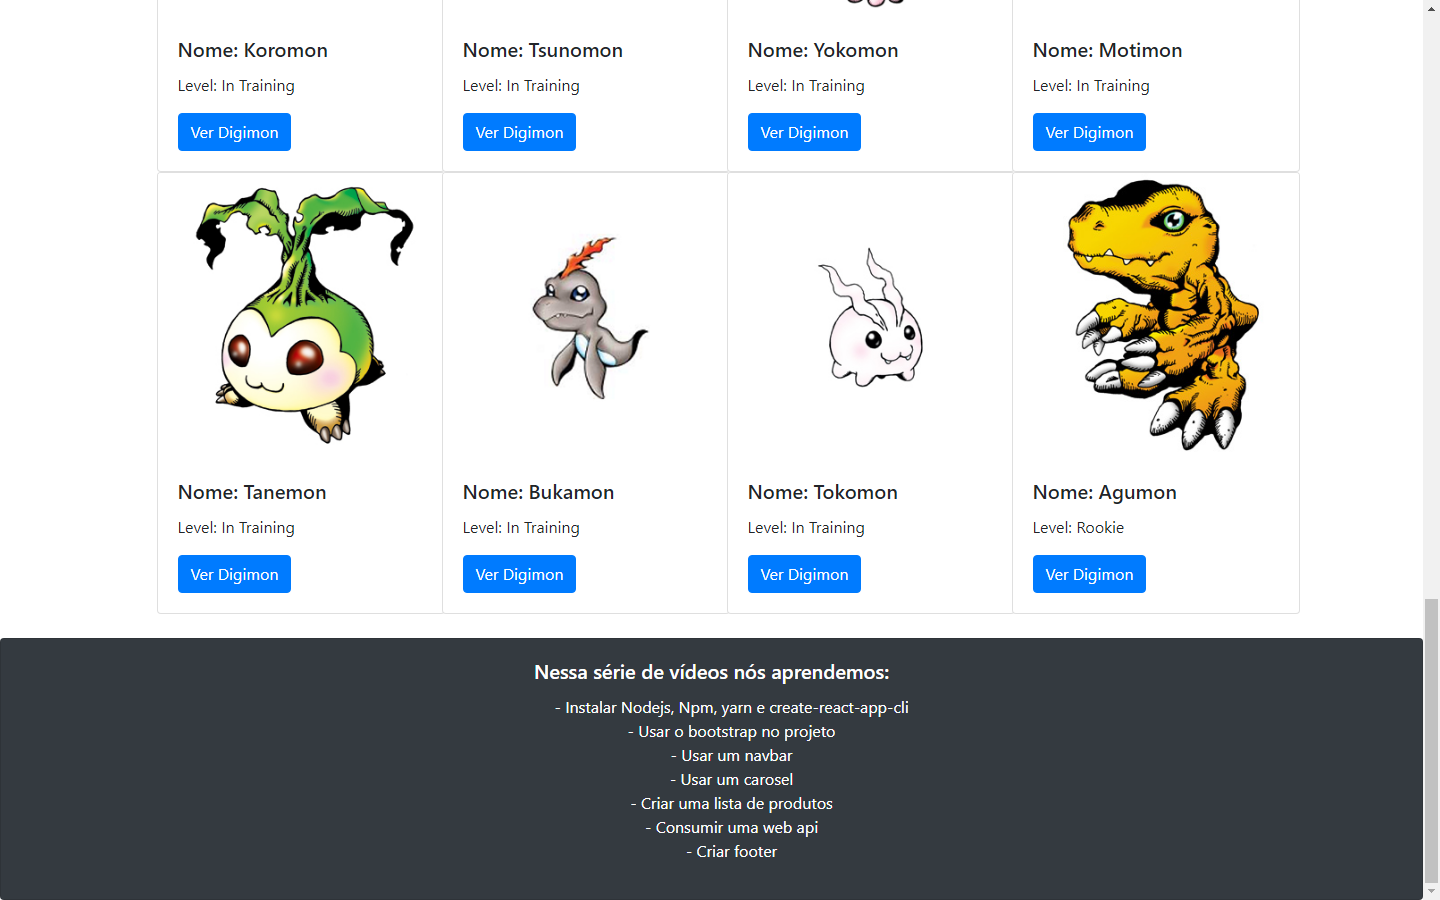 Nome: Koromon
Level: In Training
Ver Digimon
Nome: Tsunomon
Level: In Training
Ver Digimon
Nome: Yokomon
Level: In Training
Ver Digimon
Nome: Motimon
Level: In Training
Ver Digimon
Nome: Tanemon
Level: In Training
Ver Digimon
Nome: Bukamon
Level: In Training
Ver Digimon
Nome: Tokomon
Level: In Training
Ver Digimon
Nome: Agumon
Level: Rookie
Ver Digimon
Nessa série de vídeos nós aprendemos:
- Instalar Nodejs, Npm, yarn e create-react-app-cli
- Usar o bootstrap no projeto
- Usar um navbar
- Usar um carosel
- Criar uma lista de produtos
- Consumir uma web api
- Criar footer